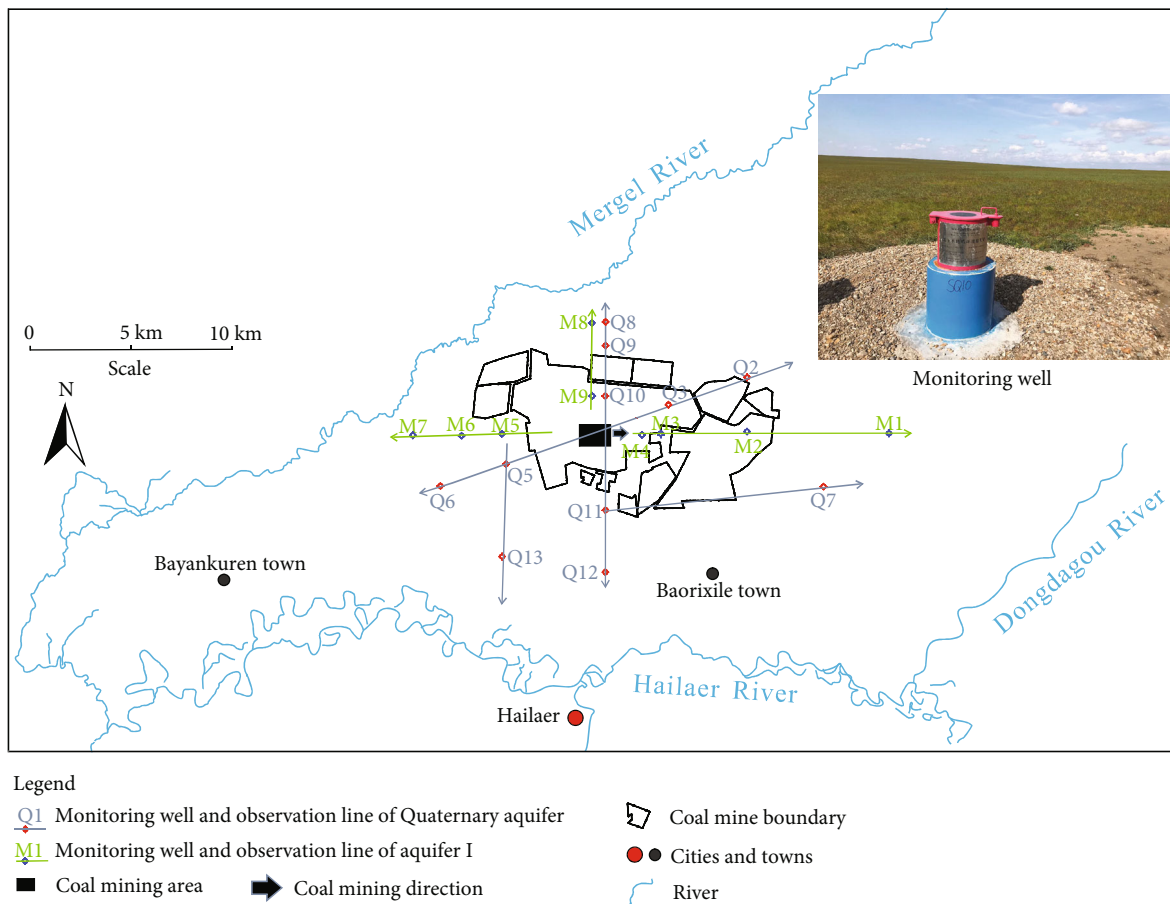 Mergel River
0 5 km 10 km
Scale
N
SQ10
Monitoring well
M8 Q8
Q9
Q2
M9 Q10 Q3
M7 M6 M5 M3 M1
M4 M2
Q5
Q6 Q7
Q11
Q13
Q12
Bayankuren town
Baorixile town
Dongdagou River
Hailaer River
Hailaer
Legend
Q1 Monitoring well and observation line of Quaternary aquifer
M1 Monitoring well and observation line of aquifer I
Coal mining area
Coal mining direction
Coal mine boundary
Cities and towns
River